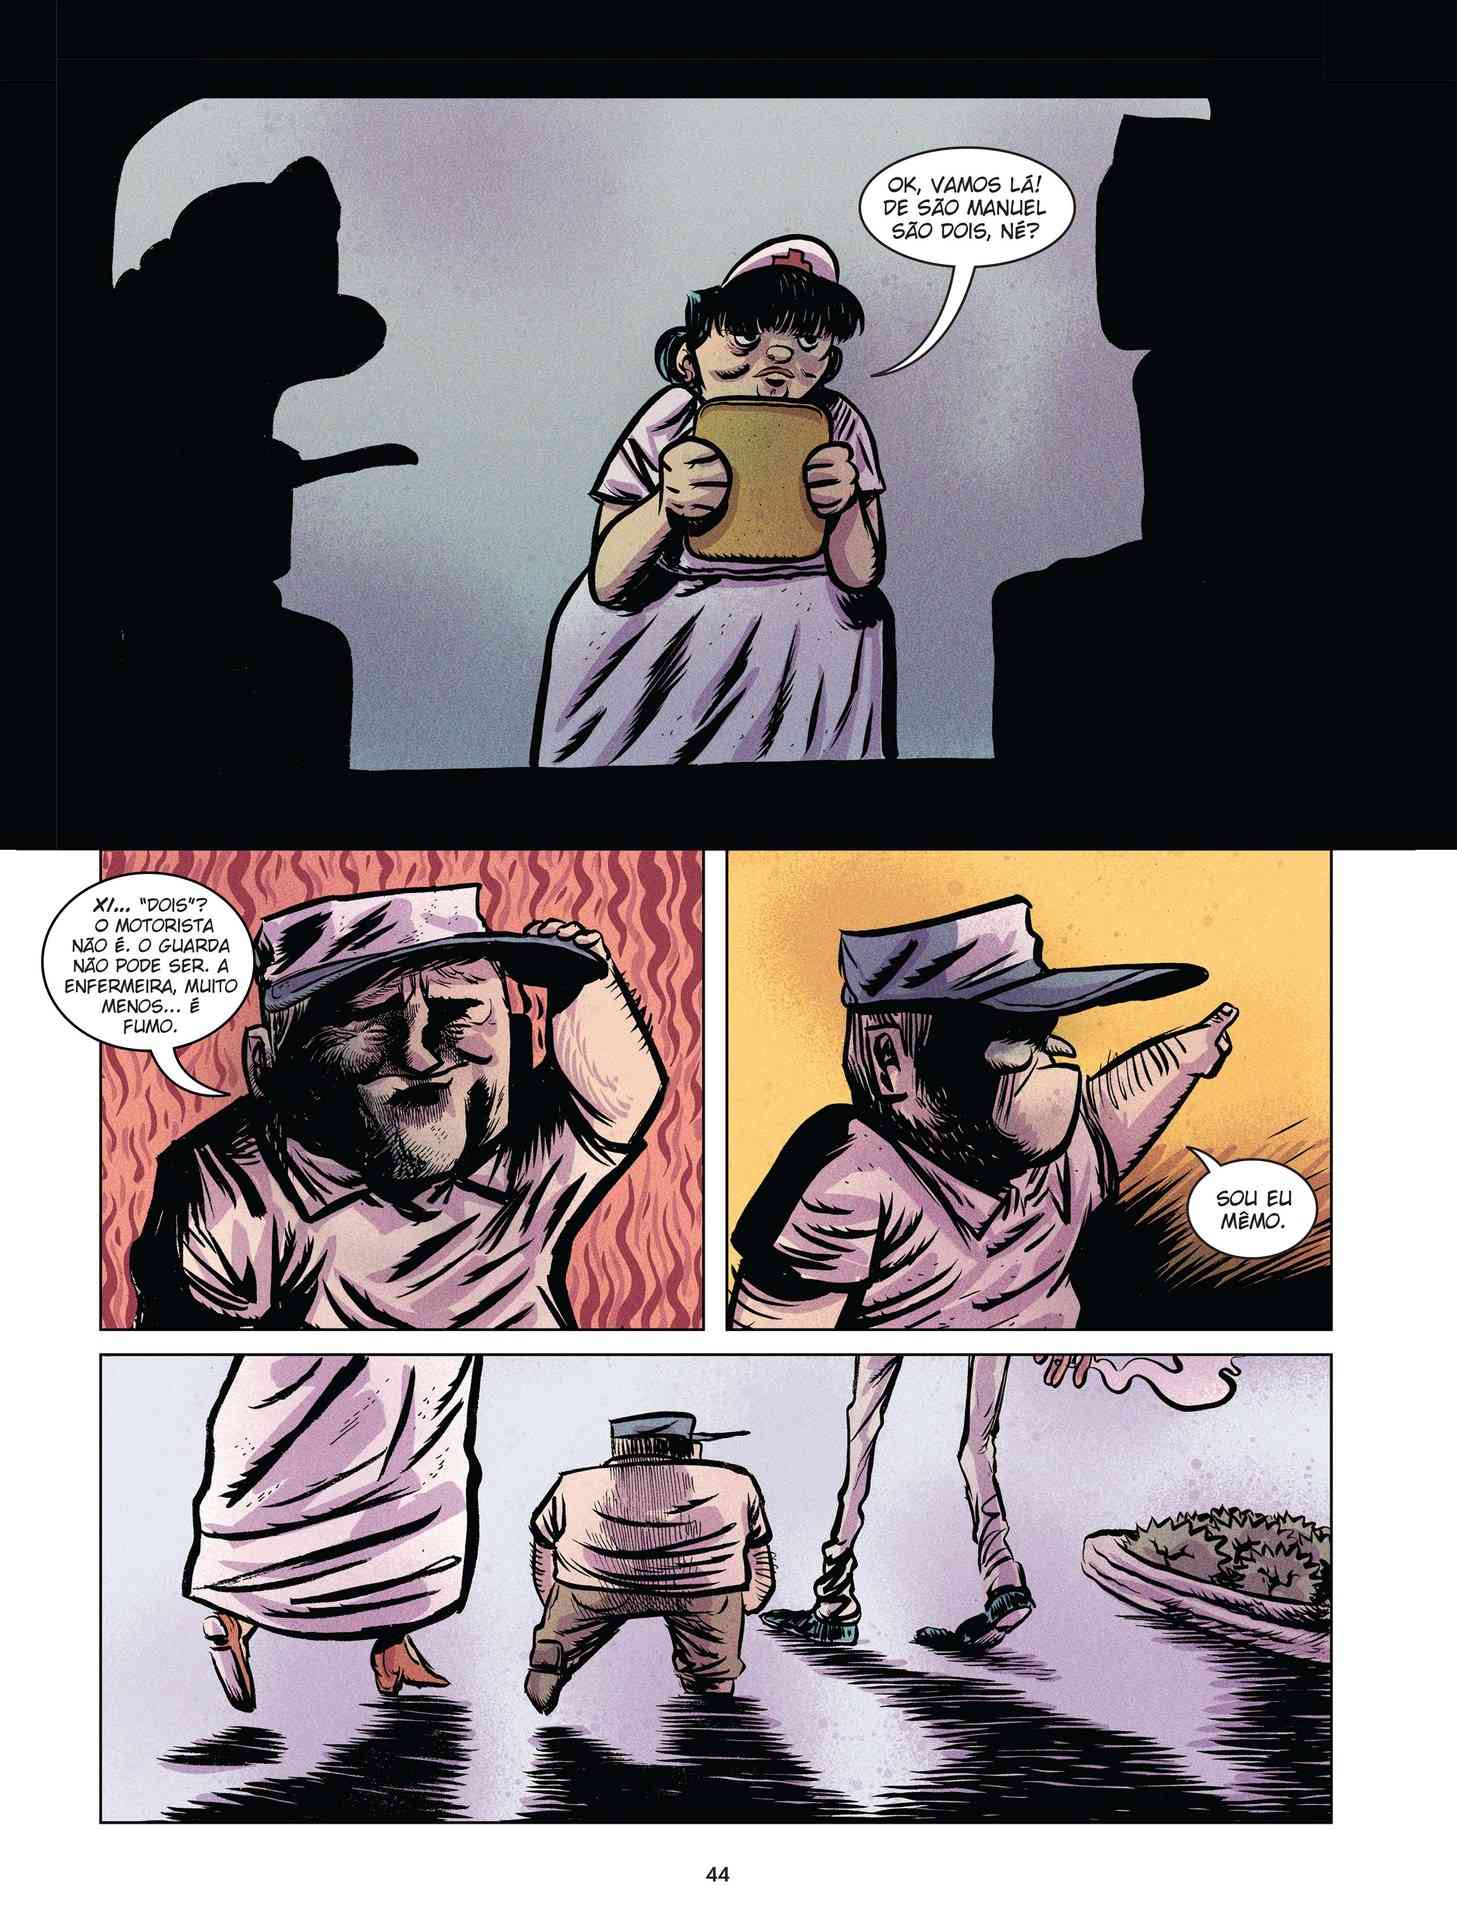 OK, VAMOS LÁ!
DE SÃO MANUEL
SÃO DOIS, NÉ?
XI... "DOIS"?
O MOTORISTA
NÃO É. O GUARDA
NÃO PODE SER. A
ENFERMEIRA, MUITO
MENOS... É
FUMO.
SOU EU
MÊMO.
44